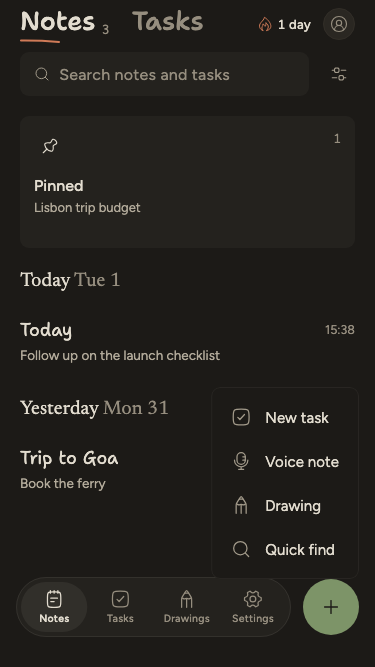 Notes 3 Tasks 1 day
Search notes and tasks
1
Pinned
Lisbon trip budget
Today Tue 1
Today 15:38
Follow up on the launch checklist
Yesterday Mon 31
Trip to Goa
Book the ferry
New task
Voice note
Drawing
Quick find
Notes Tasks Drawings Settings